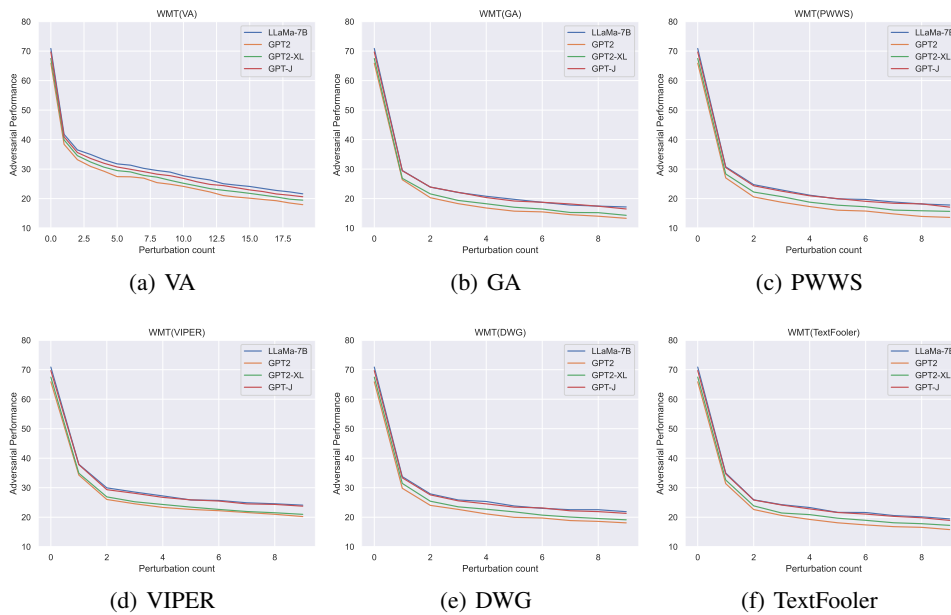 WMT(VA)
80
70
60
50
40
30
20
10
Adversarial Performance
0.0 2.5 5.0 7.5 10.0 12.5 15.0 17.5
Perturbation count
LLaMa-7B
GPT2
GPT2-XL
GPT-J
(a) VA
WMT(GA)
80
70
60
50
40
30
20
10
Adversarial Performance
0 2 4 6 8
Perturbation count
LLaMa-7B
GPT2
GPT2-XL
GPT-J
(b) GA
WMT(PWWS)
80
70
60
50
40
30
20
10
Adversarial Performance
0 2 4 6 8
Perturbation count
LLaMa-7B
GPT2
GPT2-XL
GPT-J
(c) PWWS
WMT(VIPER)
80
70
60
50
40
30
20
10
Adversarial Performance
0 2 4 6 8
Perturbation count
LLaMa-7B
GPT2
GPT2-XL
GPT-J
(d) VIPER
WMT(DWG)
80
70
60
50
40
30
20
10
Adversarial Performance
0 2 4 6 8
Perturbation count
LLaMa-7B
GPT2
GPT2-XL
GPT-J
(e) DWG
WMT(TextFooler)
80
70
60
50
40
30
20
10
Adversarial Performance
0 2 4 6 8
Perturbation count
LLaMa-7B
GPT2
GPT2-XL
GPT-J
(f) TextFooler